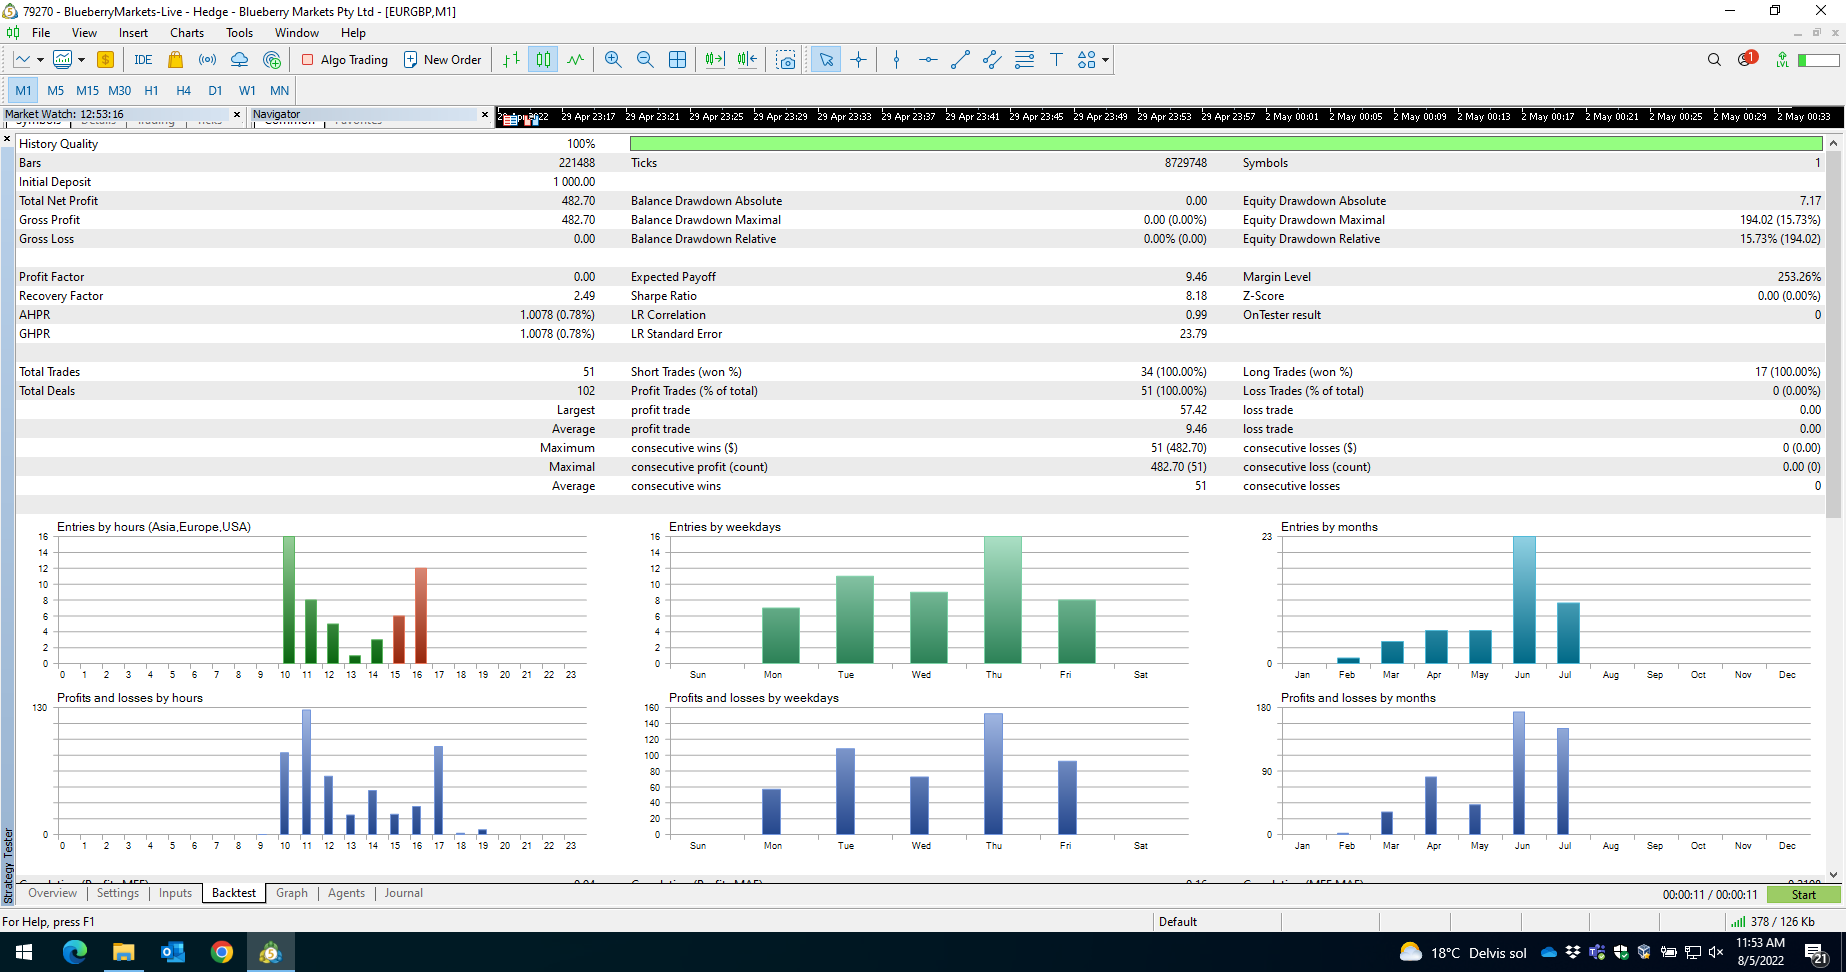 79270 - BlueberryMarkets-Live - Hedge - Blueberry Markets Pty Ltd - [EURGBP,M1]
File View Insert Charts Tools Window Help
IDE Algo Trading New Order 1 LVL
M1 M5 M15 M30 H1 H4 D1 W1 MN
Market Watch: 12:53:16 Navigator
29 Apr 23:17 29 Apr 23:21 29 Apr 23:25 29 Apr 23:29 29 Apr 23:33 29 Apr 23:37 29 Apr 23:41 29 Apr 23:45 29 Apr 23:49 29 Apr 23:53 29 Apr 23:57 2 May 00:01 2 May 00:05 2 May 00:09 2 May 00:13 2 May 00:17 2 May 00:21 2 May 00:25 2 May 00:29 2 May 00:33
History Quality 100%
Bars 221488 Ticks 8729748 Symbols 1
Initial Deposit 1 000.00
Total Net Profit 482.70 Balance Drawdown Absolute 0.00 Equity Drawdown Absolute 7.17
Gross Profit 482.70 Balance Drawdown Maximal 0.00 (0.00%) Equity Drawdown Maximal 194.02 (15.73%)
Gross Loss 0.00 Balance Drawdown Relative 0.00% (0.00) Equity Drawdown Relative 15.73% (194.02)
Profit Factor 0.00 Expected Payoff 9.46 Margin Level 253.26%
Recovery Factor 2.49 Sharpe Ratio 8.18 Z-Score 0.00 (0.00%)
AHPR 1.0078 (0.78%) LR Correlation 0.99 OnTester result 0
GHPR 1.0078 (0.78%) LR Standard Error 23.79
Total Trades 51 Short Trades (won %) 34 (100.00%) Long Trades (won %) 17 (100.00%)
Total Deals 102 Profit Trades (% of total) 51 (100.00%) Loss Trades (% of total) 0 (0.00%)
Largest profit trade 57.42 loss trade 0.00
Average profit trade 9.46 loss trade 0.00
Maximum consecutive wins ($) 51 (482.70) consecutive losses ($) 0 (0.00)
Maximal consecutive profit (count) 482.70 (51) consecutive loss (count) 0.00 (0)
Average consecutive wins 51 consecutive losses 0
Entries by hours (Asia,Europe,USA) Entries by weekdays Entries by months
16 16 23
14 14
12 12
10 10
8 8
6 6
4 4
2 2
0 0 0
0 1 2 3 4 5 6 7 8 9 10 11 12 13 14 15 16 17 18 19 20 21 22 23 Sun Mon Tue Wed Thu Fri Sat Jan Feb Mar Apr May Jun Jul Aug Sep Oct Nov Dec
Profits and losses by hours Profits and losses by weekdays Profits and losses by months
130 160 180
140
120
100
80 90
60
40
20
0 0 0
0 1 2 3 4 5 6 7 8 9 10 11 12 13 14 15 16 17 18 19 20 21 22 23 Sun Mon Tue Wed Thu Fri Sat Jan Feb Mar Apr May Jun Jul Aug Sep Oct Nov Dec
Strategy Tester
Overview Settings Inputs Backtest Graph Agents Journal 00:00:11 / 00:00:11 Start
For Help, press F1 Default 378 / 126 Kb
18°C Delvis sol 11:53 AM
8/5/2022 21